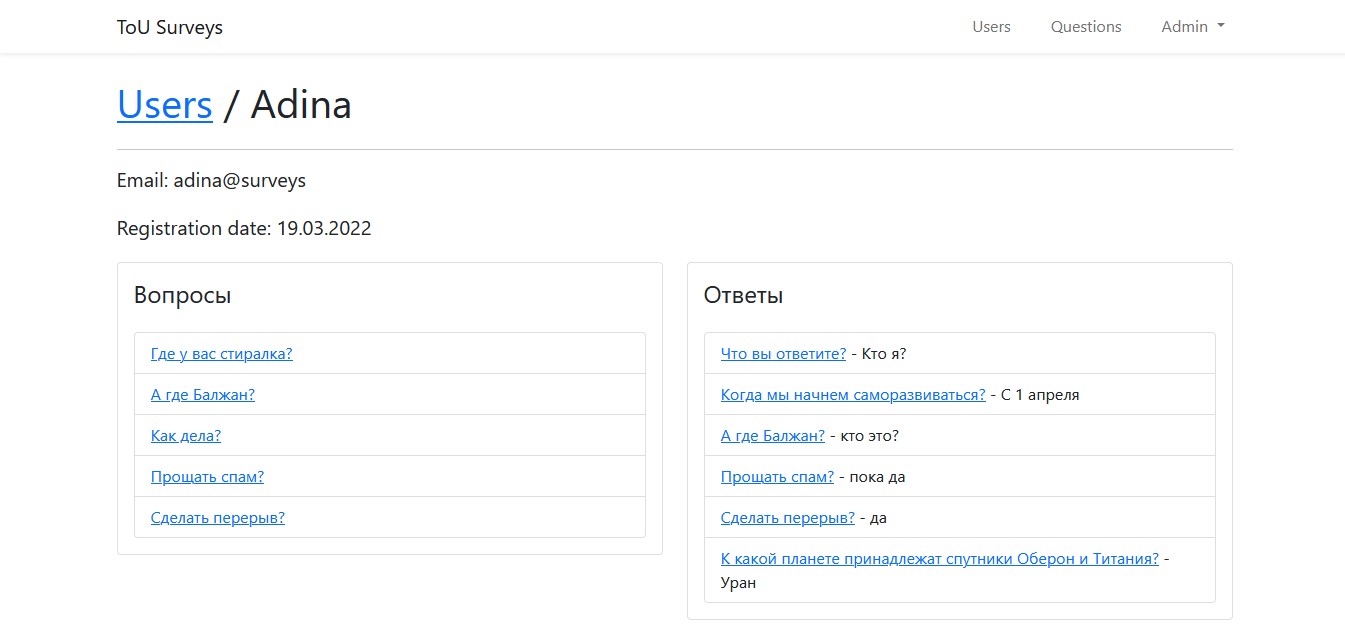 ToU Surveys
Users
Questions
Admin
Users / Adina
Email: adina@surveys
Registration date: 19.03.2022
Вопросы
Где у вас стиралка?
А где Балжан?
Как дела?
Прощать спам?
Сделать перерыв?
Ответы
Что вы ответите? - Кто я?
Когда мы начнем саморазвиваться? - С 1 апреля
А где Балжан? - кто это?
Прощать спам? - пока да
Сделать перерыв? - да
К какой планете принадлежат спутники Оберон и Титания? -
Уран